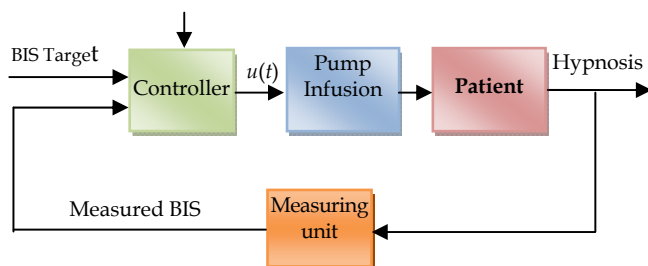 BIS Target
Controller
u(t)
Pump
Infusion
Patient
Hypnosis
Measured BIS
Measuring
unit